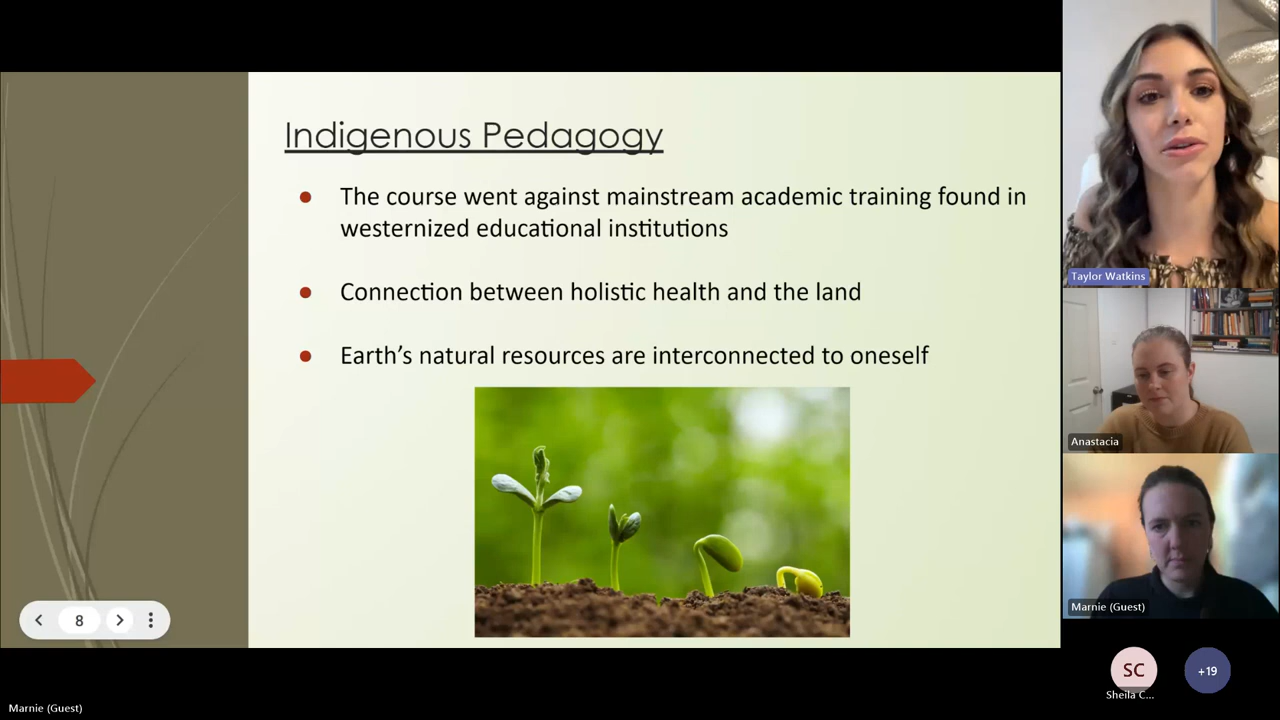 Indigenous Pedagogy
The course went against mainstream academic training found in
westernized educational institutions
Connection between holistic health and the land
Earth's natural resources are interconnected to oneself
8
Taylor Watkins
Anastacia
Marnie (Guest)
SC
Sheila C...
+19
Marnie (Guest)